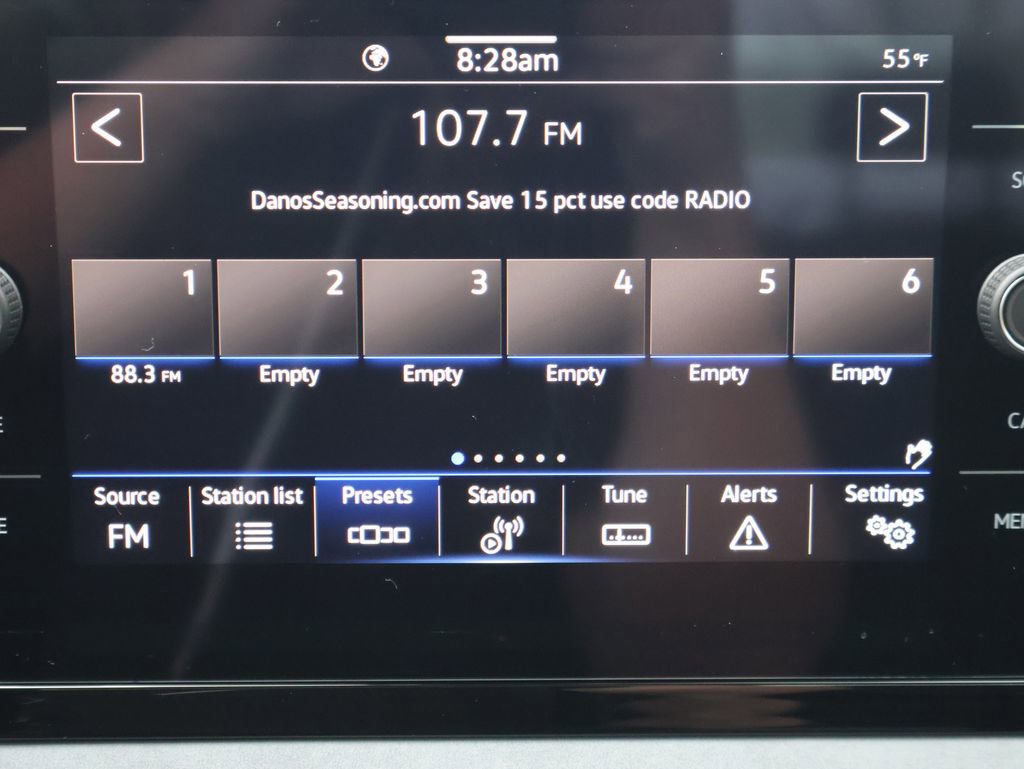 8:28am
55°F
107.7 FM
DanosSeasoning.com Save 15 pct use code RADIO
1 2 3 4 5 6
88.3 FM Empty Empty Empty Empty Empty
Source Station list Presets Station Tune Alerts Settings
FM